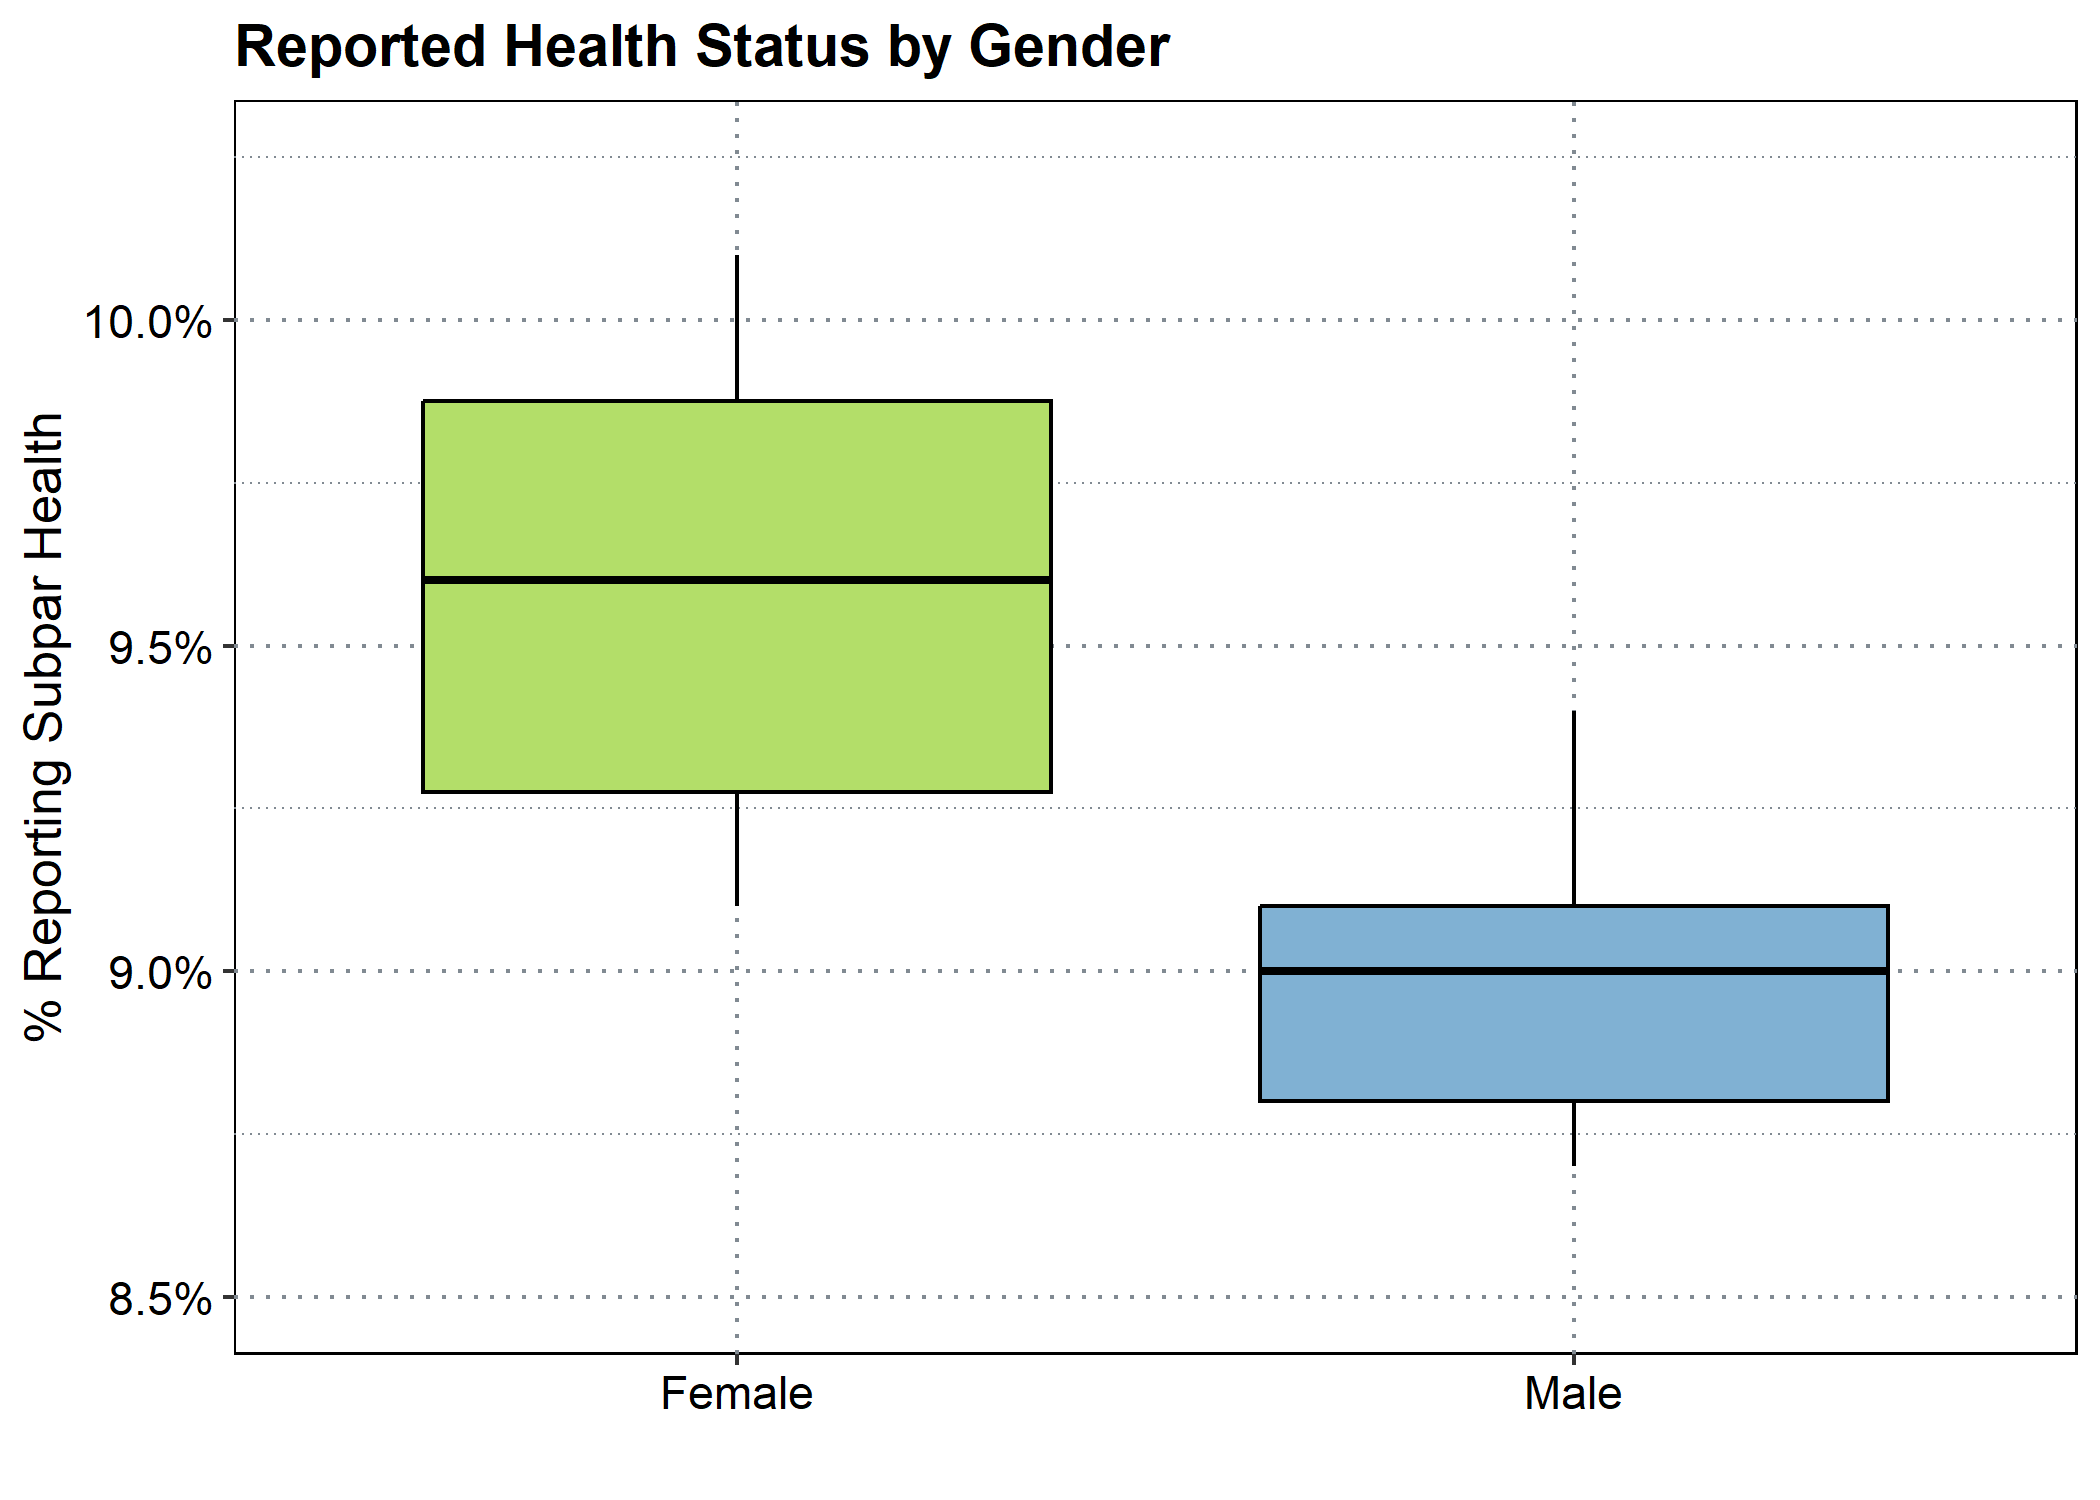 Reported Health Status by Gender
% Reporting Subpar Health
10.0%
9.5%
9.0%
8.5%
Female
Male